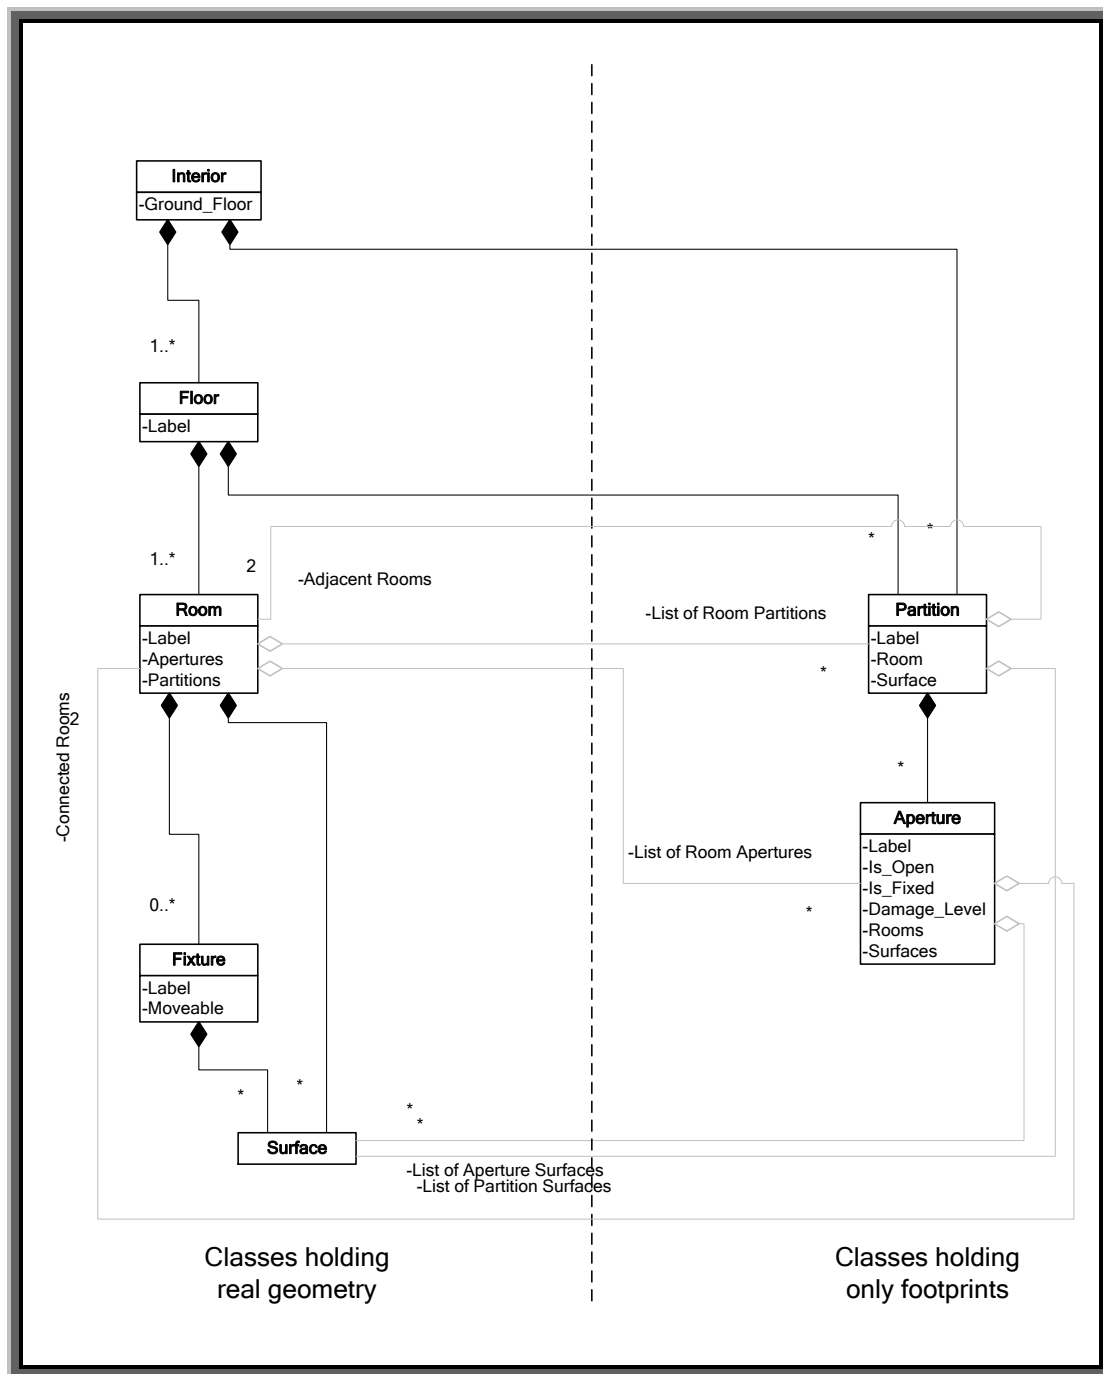 Interior
-Ground_Floor
1..*
Floor
-Label
1..*
2
-Adjacent Rooms
*
*
Room
-Label
-Apertures
-Partitions
-List of Room Partitions
*
Partition
-Label
-Room
-Surface
-Connected Rooms
2
*
Aperture
-Label
-Is_Open
-Is_Fixed
-Damage_Level
-Rooms
-Surfaces
-List of Room Apertures
*
0..*
Fixture
-Label
-Moveable
*
*
*
*
Surface
-List of Aperture Surfaces
-List of Partition Surfaces
Classes holding
real geometry
Classes holding
only footprints